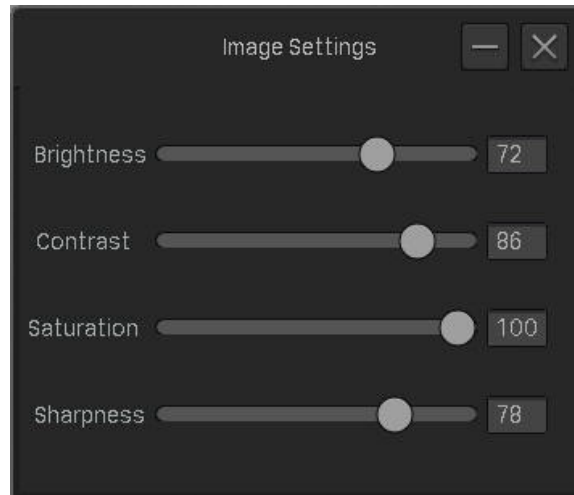 Image Settings
Brightness 72
Contrast 86
Saturation 100
Sharpness 78